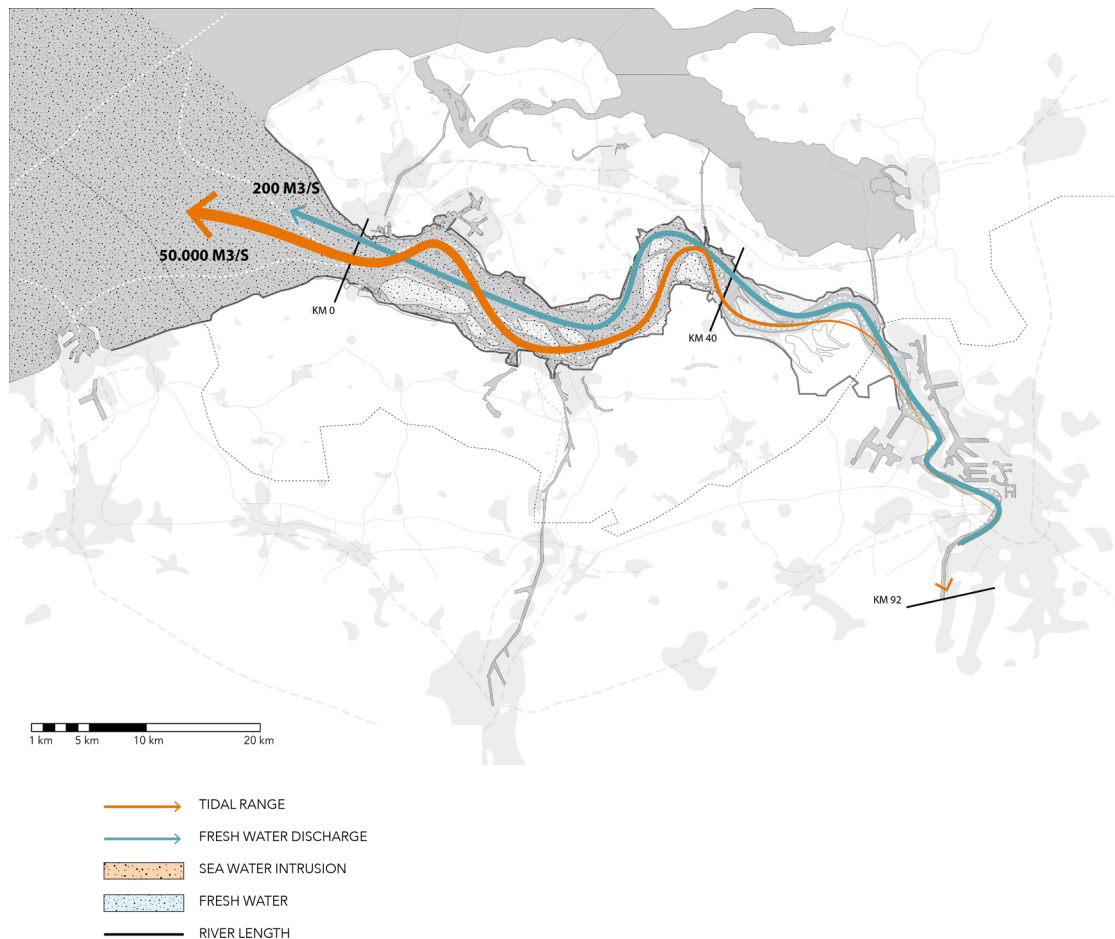 200 M3/S
50.000 M3/S
KM 0
KM 40
KM 92
1 km 5 km 10 km 20 km
TIDAL RANGE
FRESH WATER DISCHARGE
SEA WATER INTRUSION
FRESH WATER
RIVER LENGTH